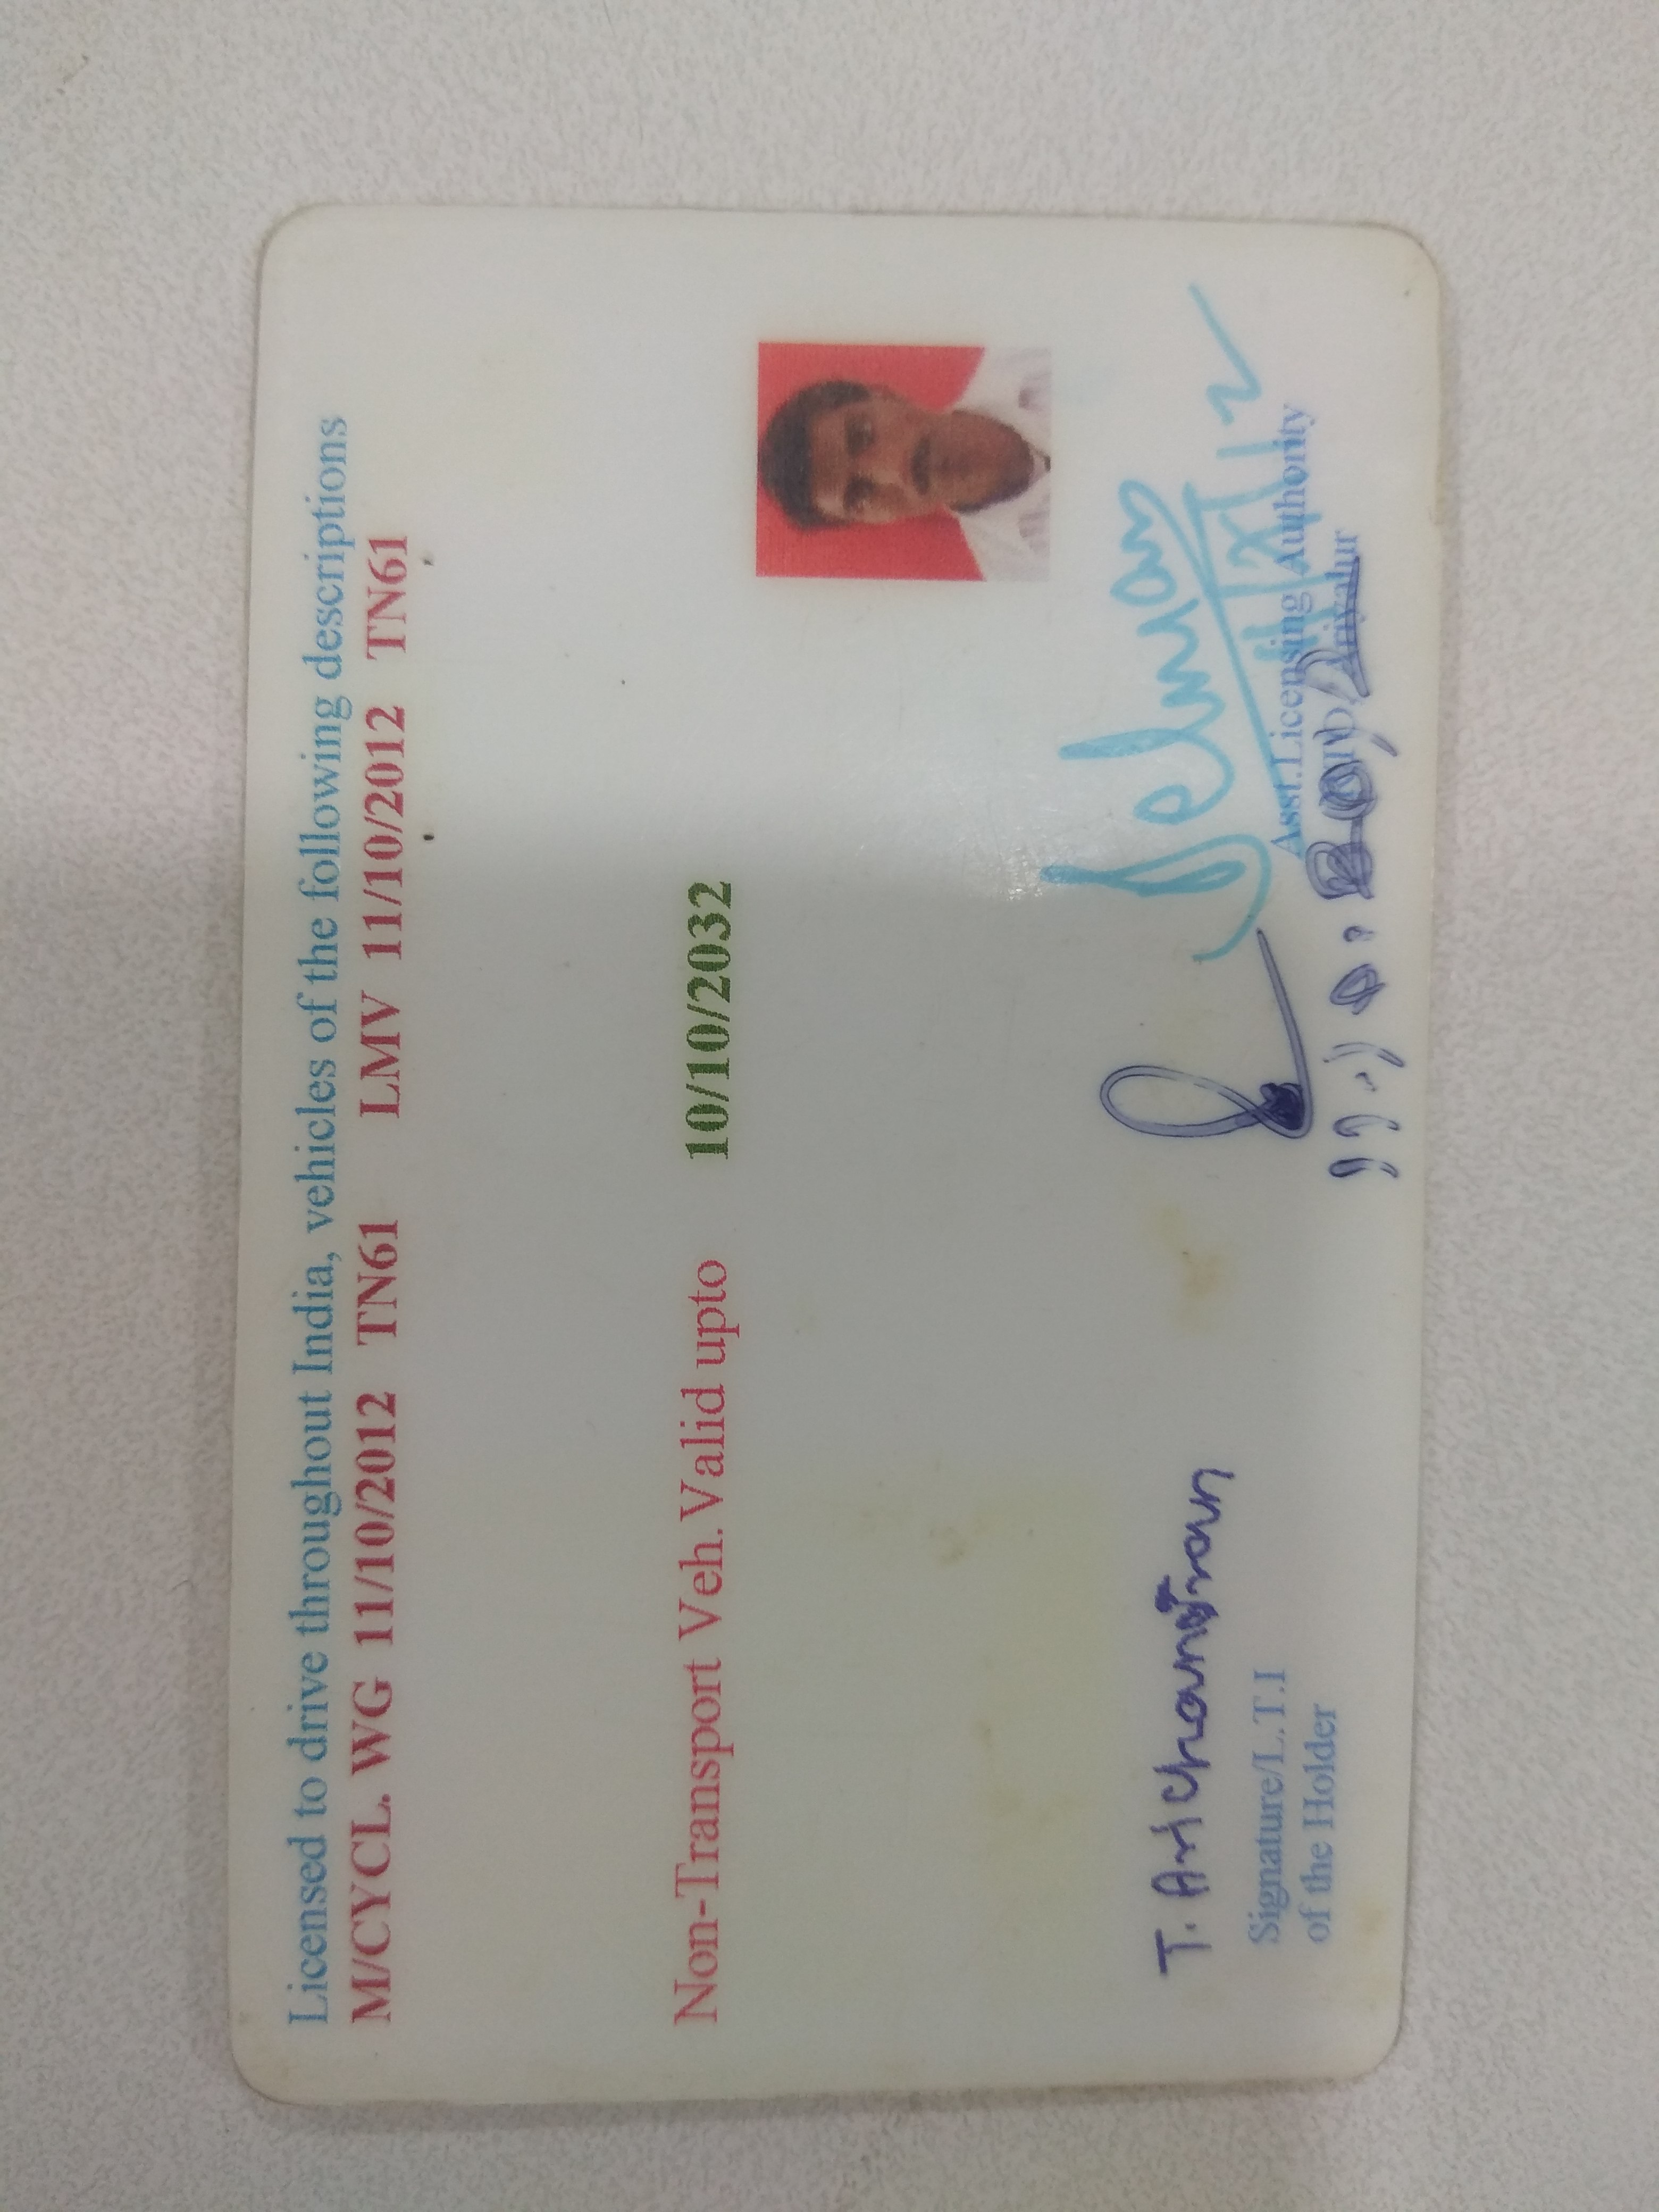 Licensed to drive throughout India, vehicles of the following descriptions
M/CYCL. WG 11/10/2012 TN61 LMV 11/10/2012 TN61
Non-Transport Veh. Valid upto 10/10/2032
T.
Signature/L.T.I
of the Holder
Asst.Licensing Authority
Ariyalur